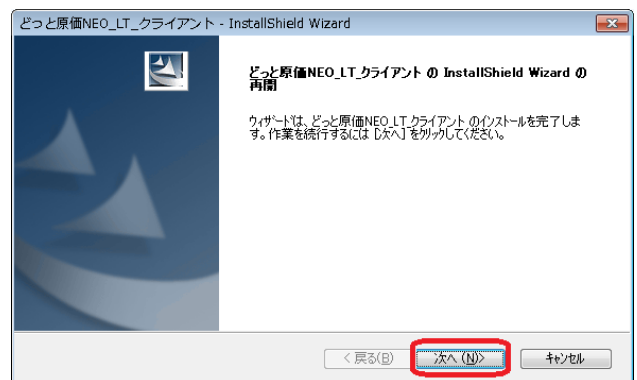 どっと原価NEO_LT_クライアント - InstallShield Wizard
どっと原価NEO_LT_クライアント の InstallShield Wizard の
再開
ウィザードは、どっと原価NEO_LT_クライアント のインストールを完了しま
す。作業を続行するには [次へ] をクリックしてください。
< 戻る(B)
次へ (N)>
キャンセル